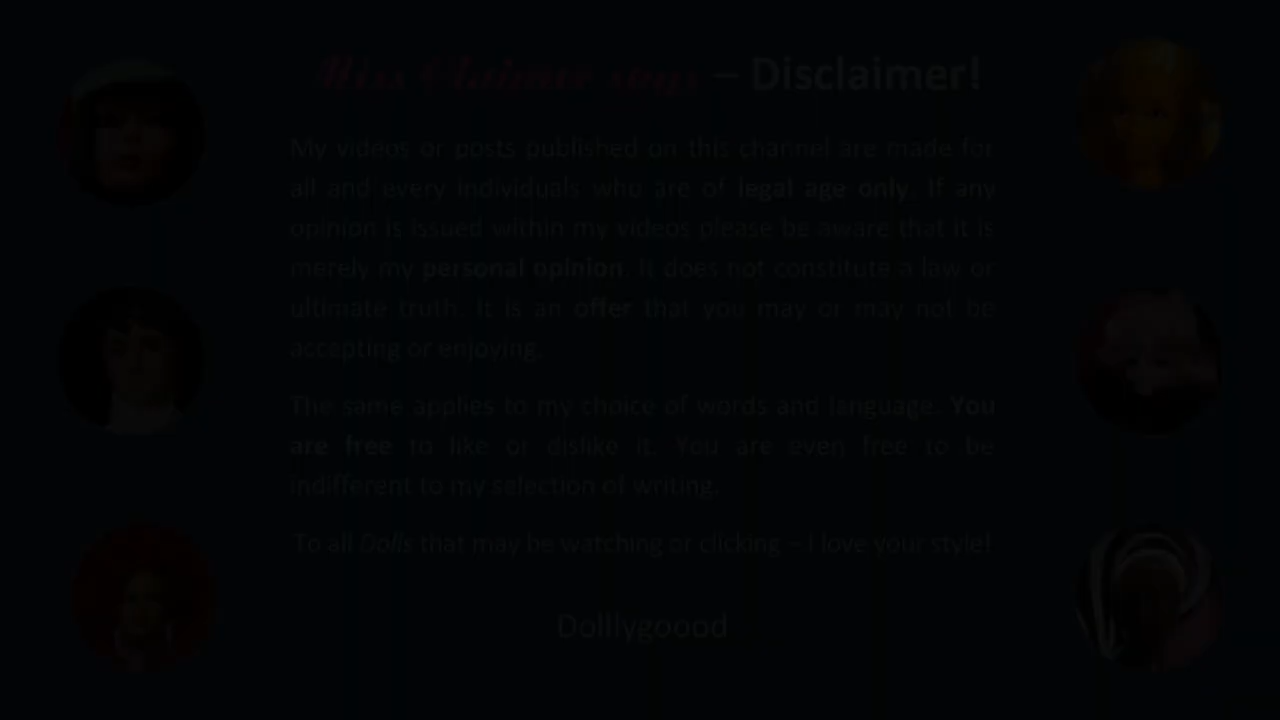 Miss Claimer says – Disclaimer!
My videos or posts published on this channel are made for
all and every individuals who are of legal age only. If any
opinion is issued within my videos please be aware that it is
merely my personal opinion. It does not constitute a law or
ultimate truth. It is an offer that you may or may not be
accepting or enjoying.
The same applies to my choice of words and language. You
are free to like or dislike it. You are even free to be
indifferent to my selection of writing.
To all Dolls that may be watching or clicking – I love your style!
Dolllygoood